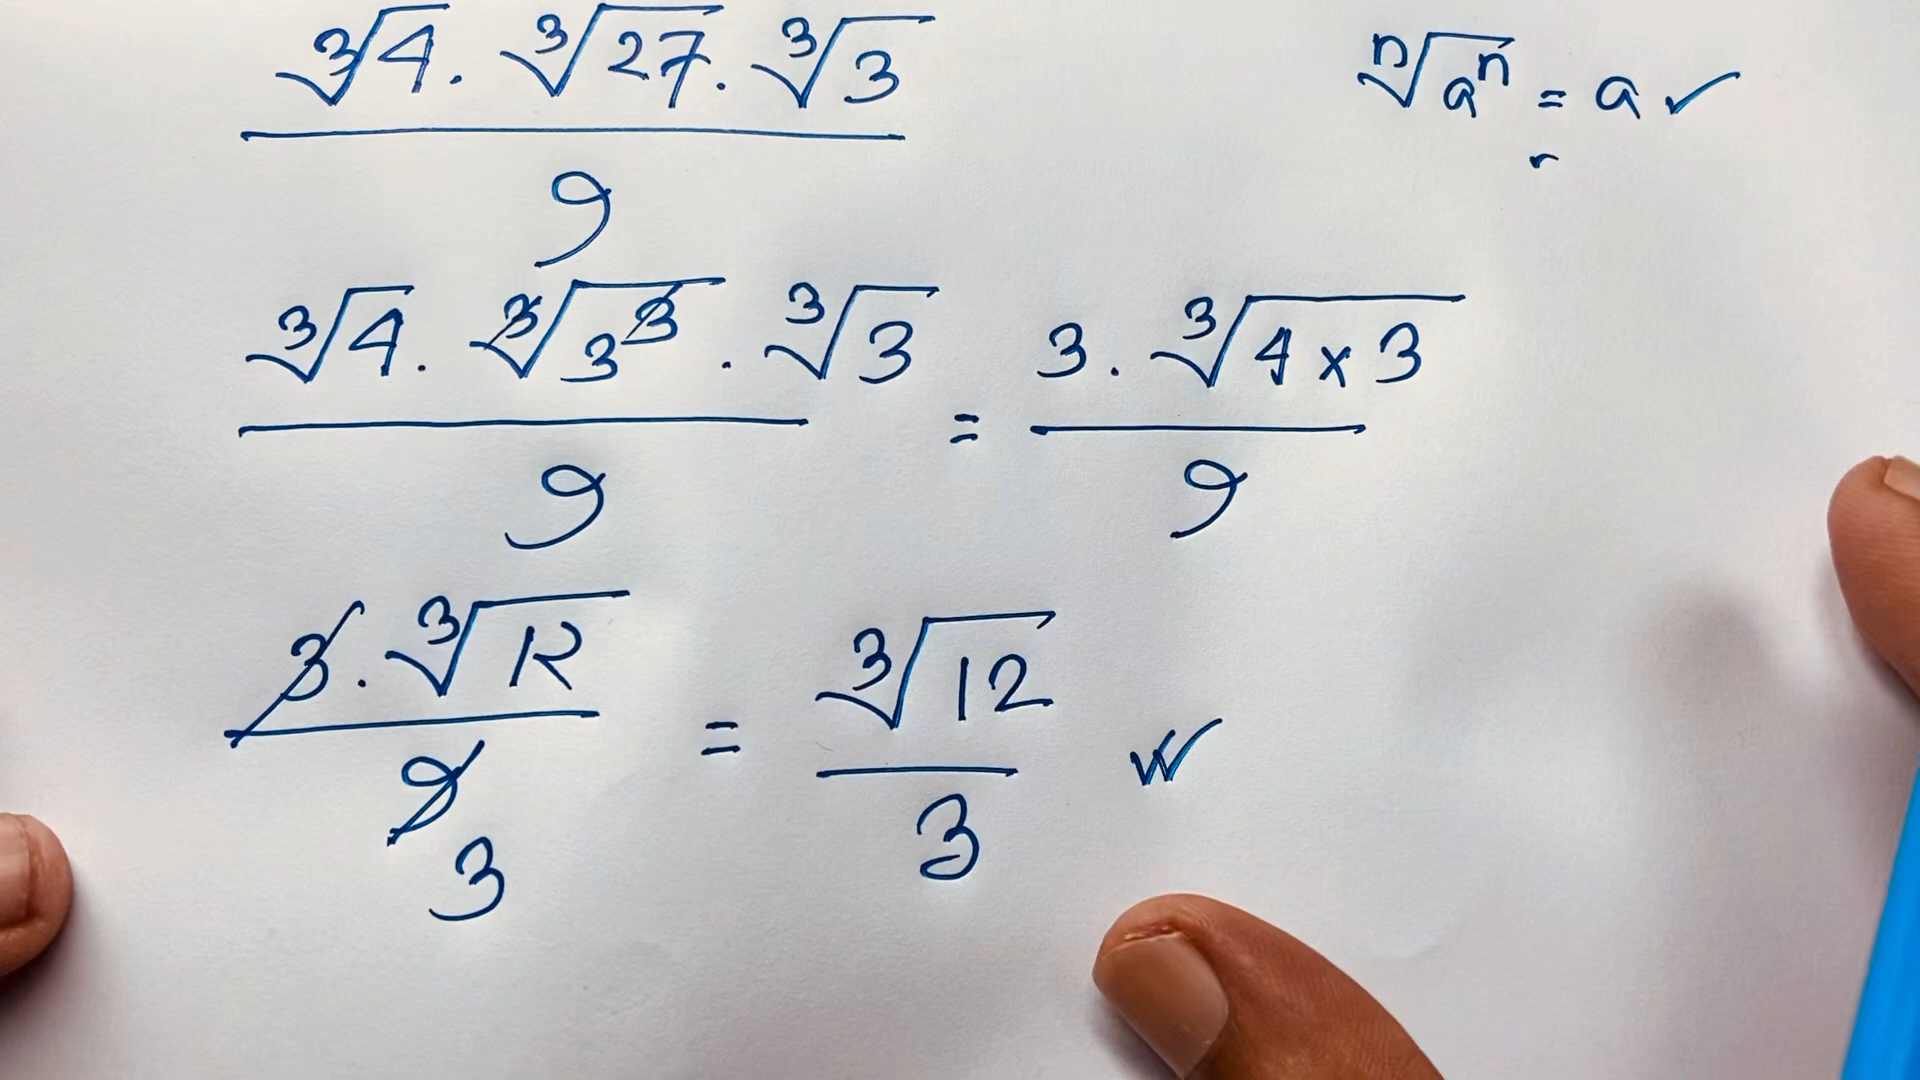 ∛4 . ∛27 . ∛3 / 9
ⁿ√aⁿ = a ✓
∛4 . ∛3³ . ∛3 / 9 = 3 . ∛4 × 3 / 9
3 . ∛12 / 9 3 = ∛12 / 3